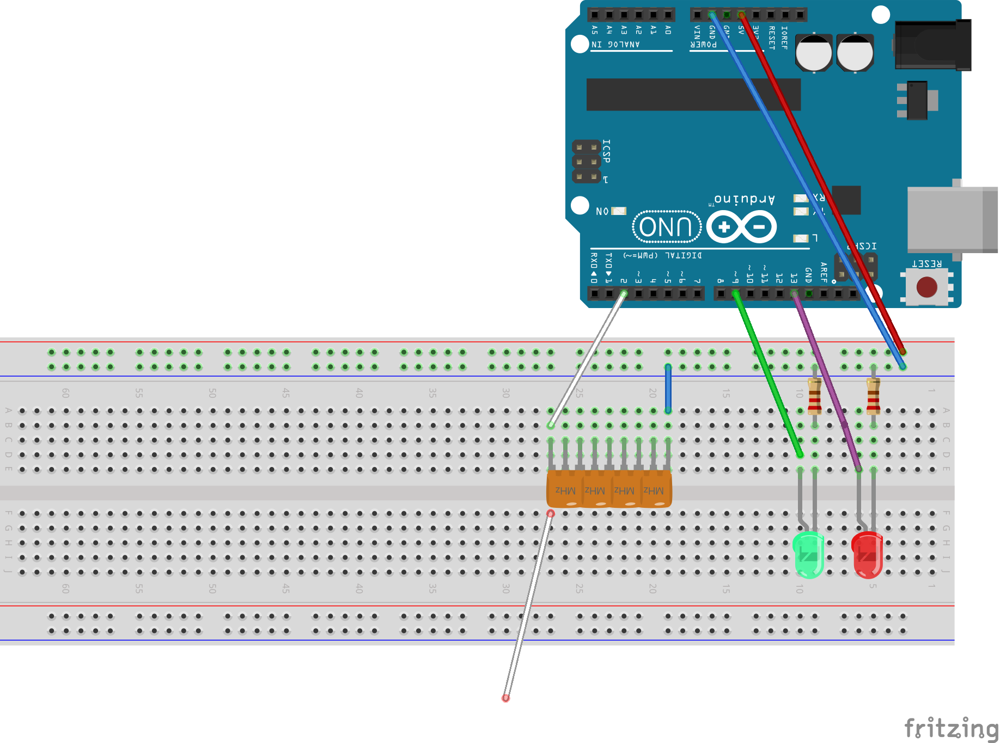 A5 A4 A3 A2 A1 A0
VIN GND GND 5V 3V3 RESET IOREF
ANALOG IN
POWER
ICSP
1
Arduino
TM
RX
TX
ON
UNO
L
ICSP2
RESET
DIGITAL (PWM=~)
RX0 TX0
0 1 2 ~3 4 ~5 ~6 7 8 ~9 ~10 ~11 12 13 GND AREF
60 55 50 45 40 35 30 25 20 15 10 1
A A
B B
C C
D D
E E
MHz MHz MHz MHz
F F
G G
H H
I I
J J
60 55 50 45 40 35 30 25 20 15 10 5 1
fritzing